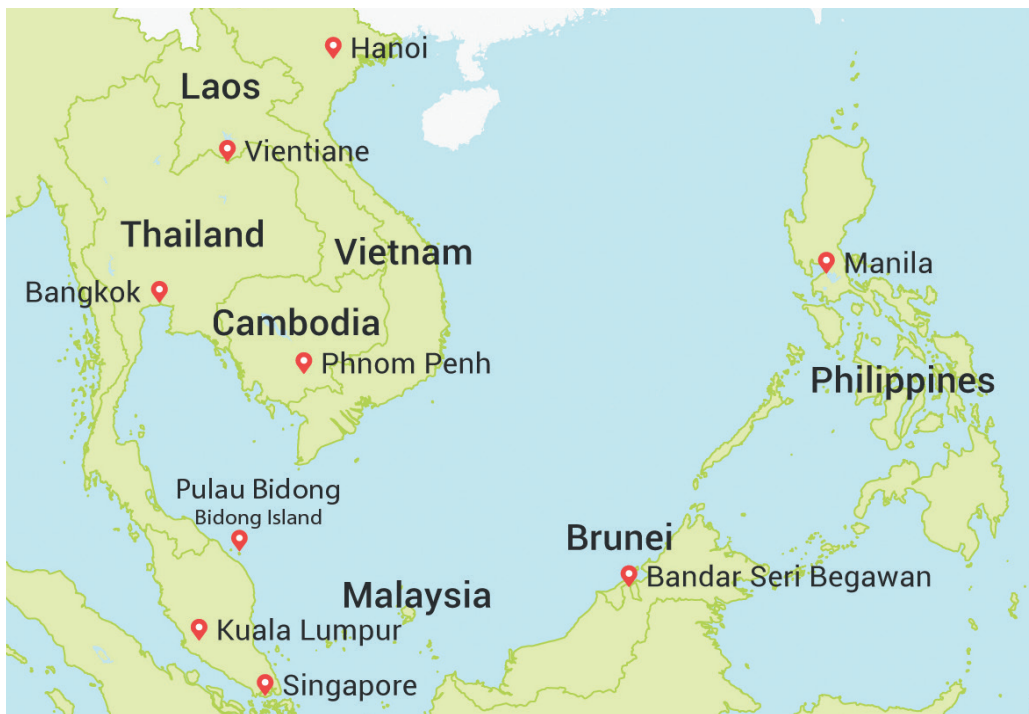 Hanoi
Laos
Vientiane
Thailand
Vietnam
Manila
Bangkok
Cambodia
Phnom Penh
Philippines
Pulau Bidong
Bidong Island
Brunei
Bandar Seri Begawan
Malaysia
Kuala Lumpur
Singapore